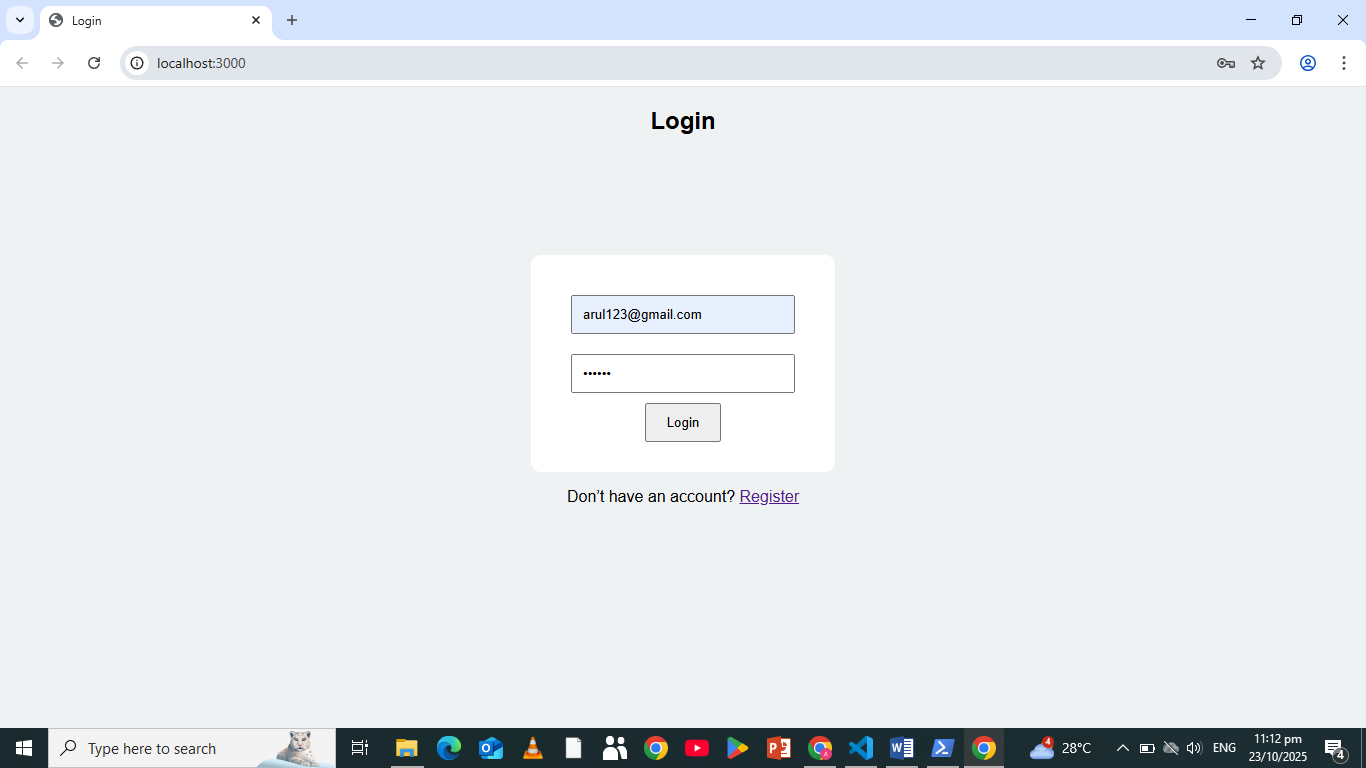 Login
localhost:3000
Login
arul123@gmail.com
••••••
Login
Don’t have an account? Register
Type here to search
4
28°C
ENG
11:12 pm
23/10/2025
4